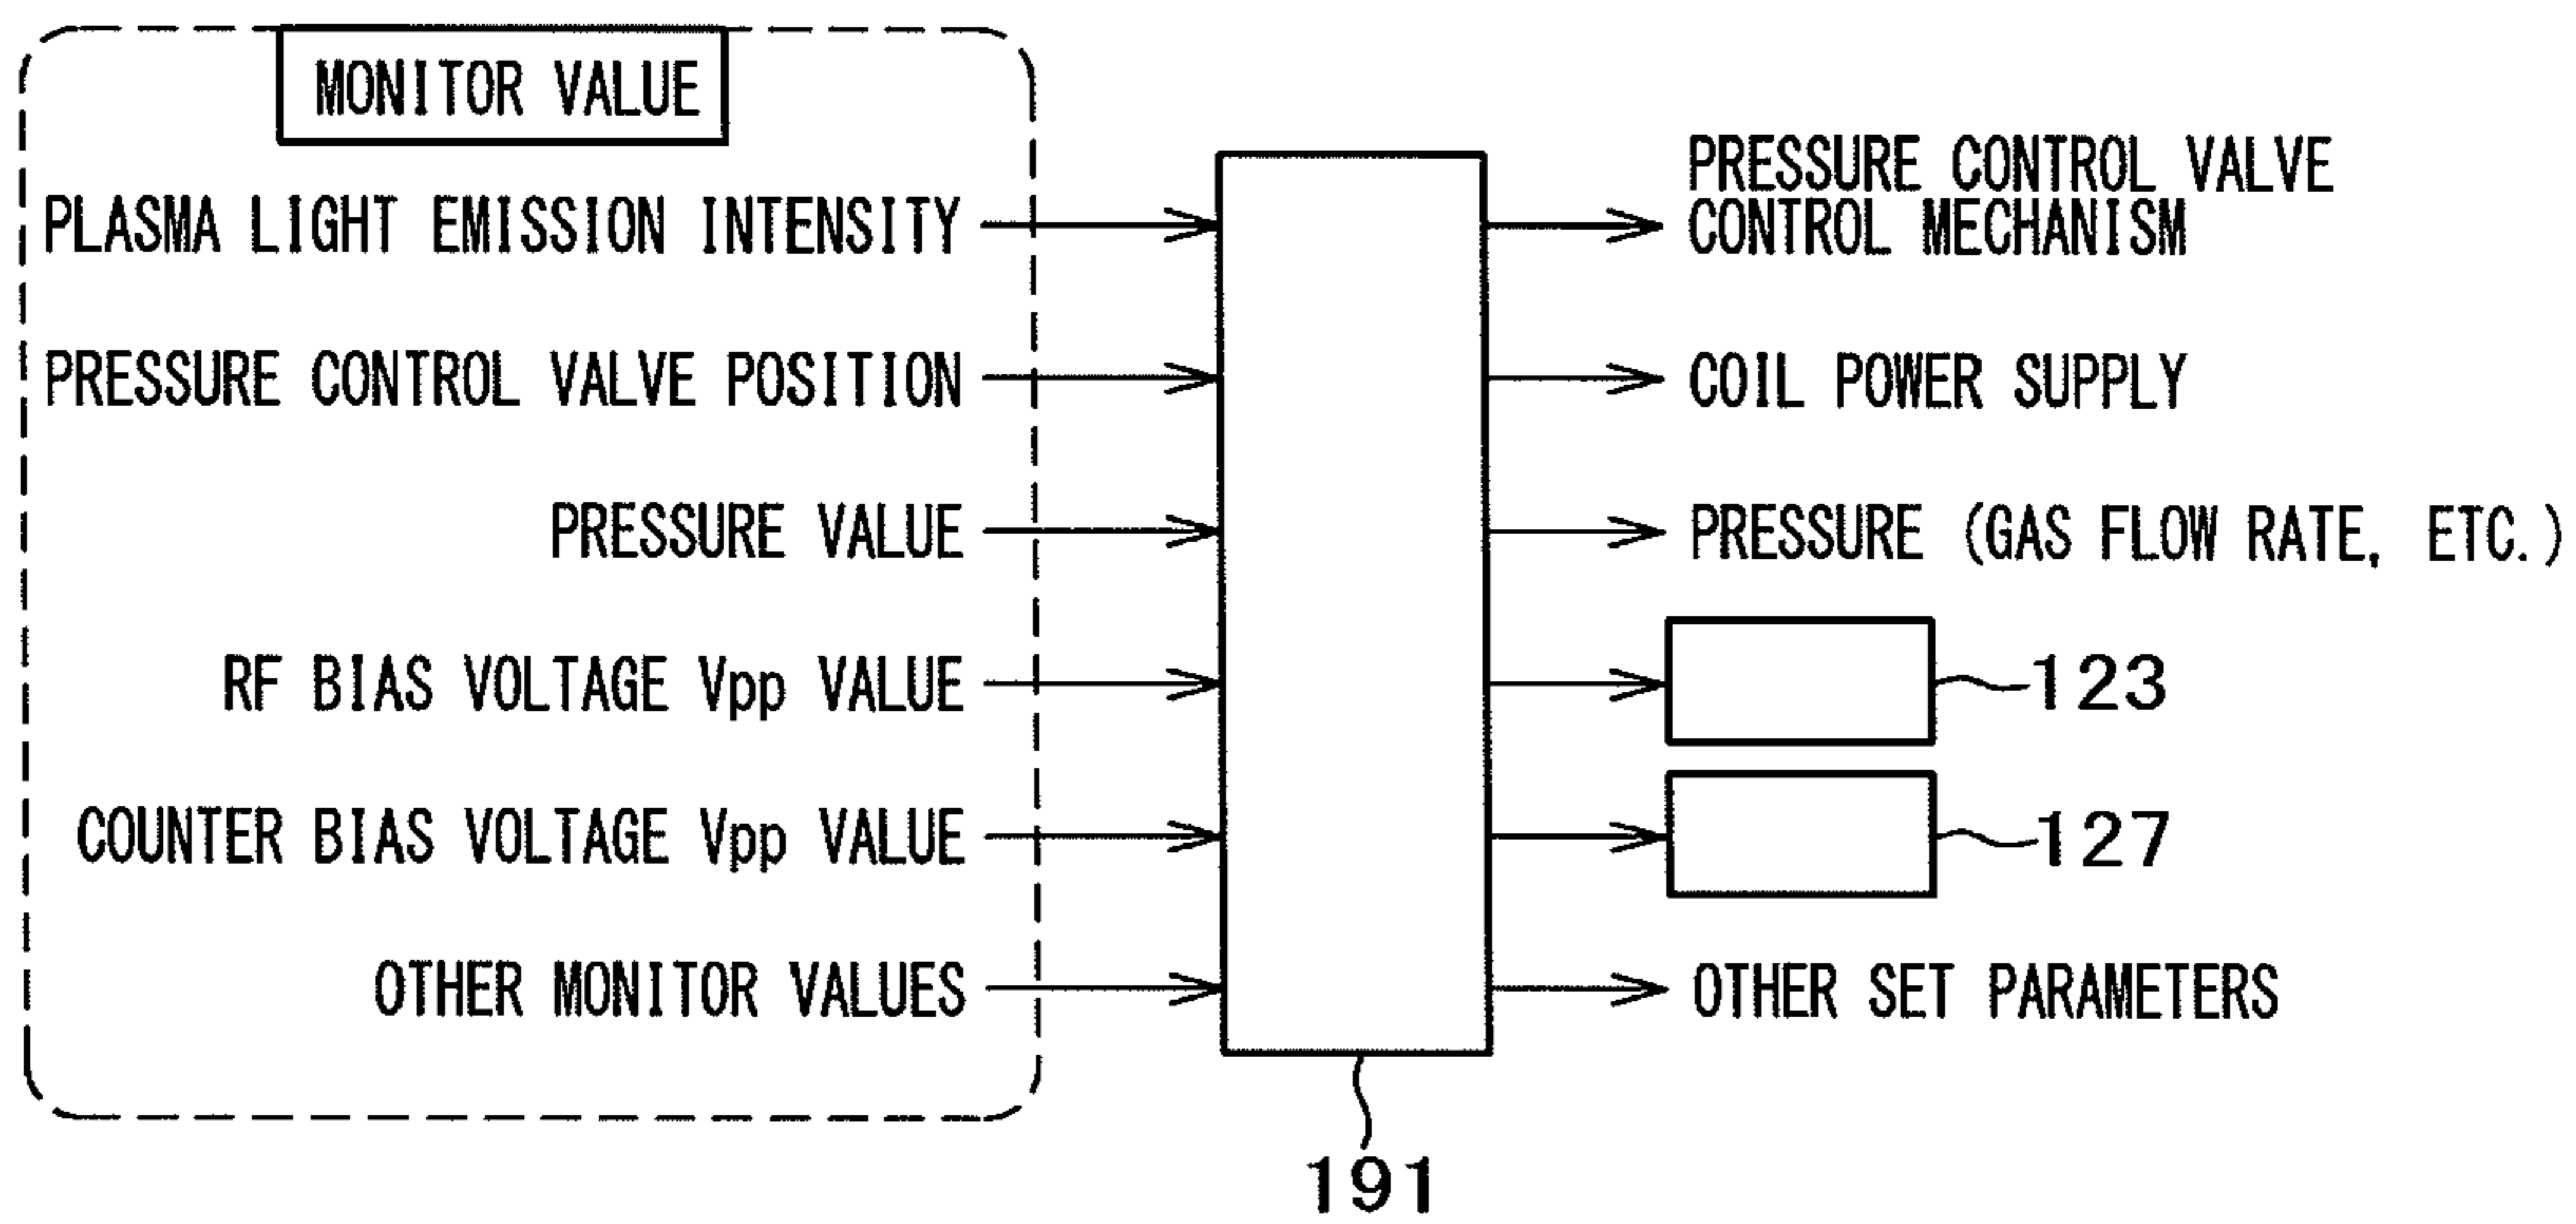 MONITOR VALUE
PLASMA LIGHT EMISSION INTENSITY
PRESSURE CONTROL VALVE POSITION
PRESSURE VALUE
RF BIAS VOLTAGE Vpp VALUE
COUNTER BIAS VOLTAGE Vpp VALUE
OTHER MONITOR VALUES
191
PRESSURE CONTROL VALVE
CONTROL MECHANISM
COIL POWER SUPPLY
PRESSURE (GAS FLOW RATE, ETC.)
123
127
OTHER SET PARAMETERS